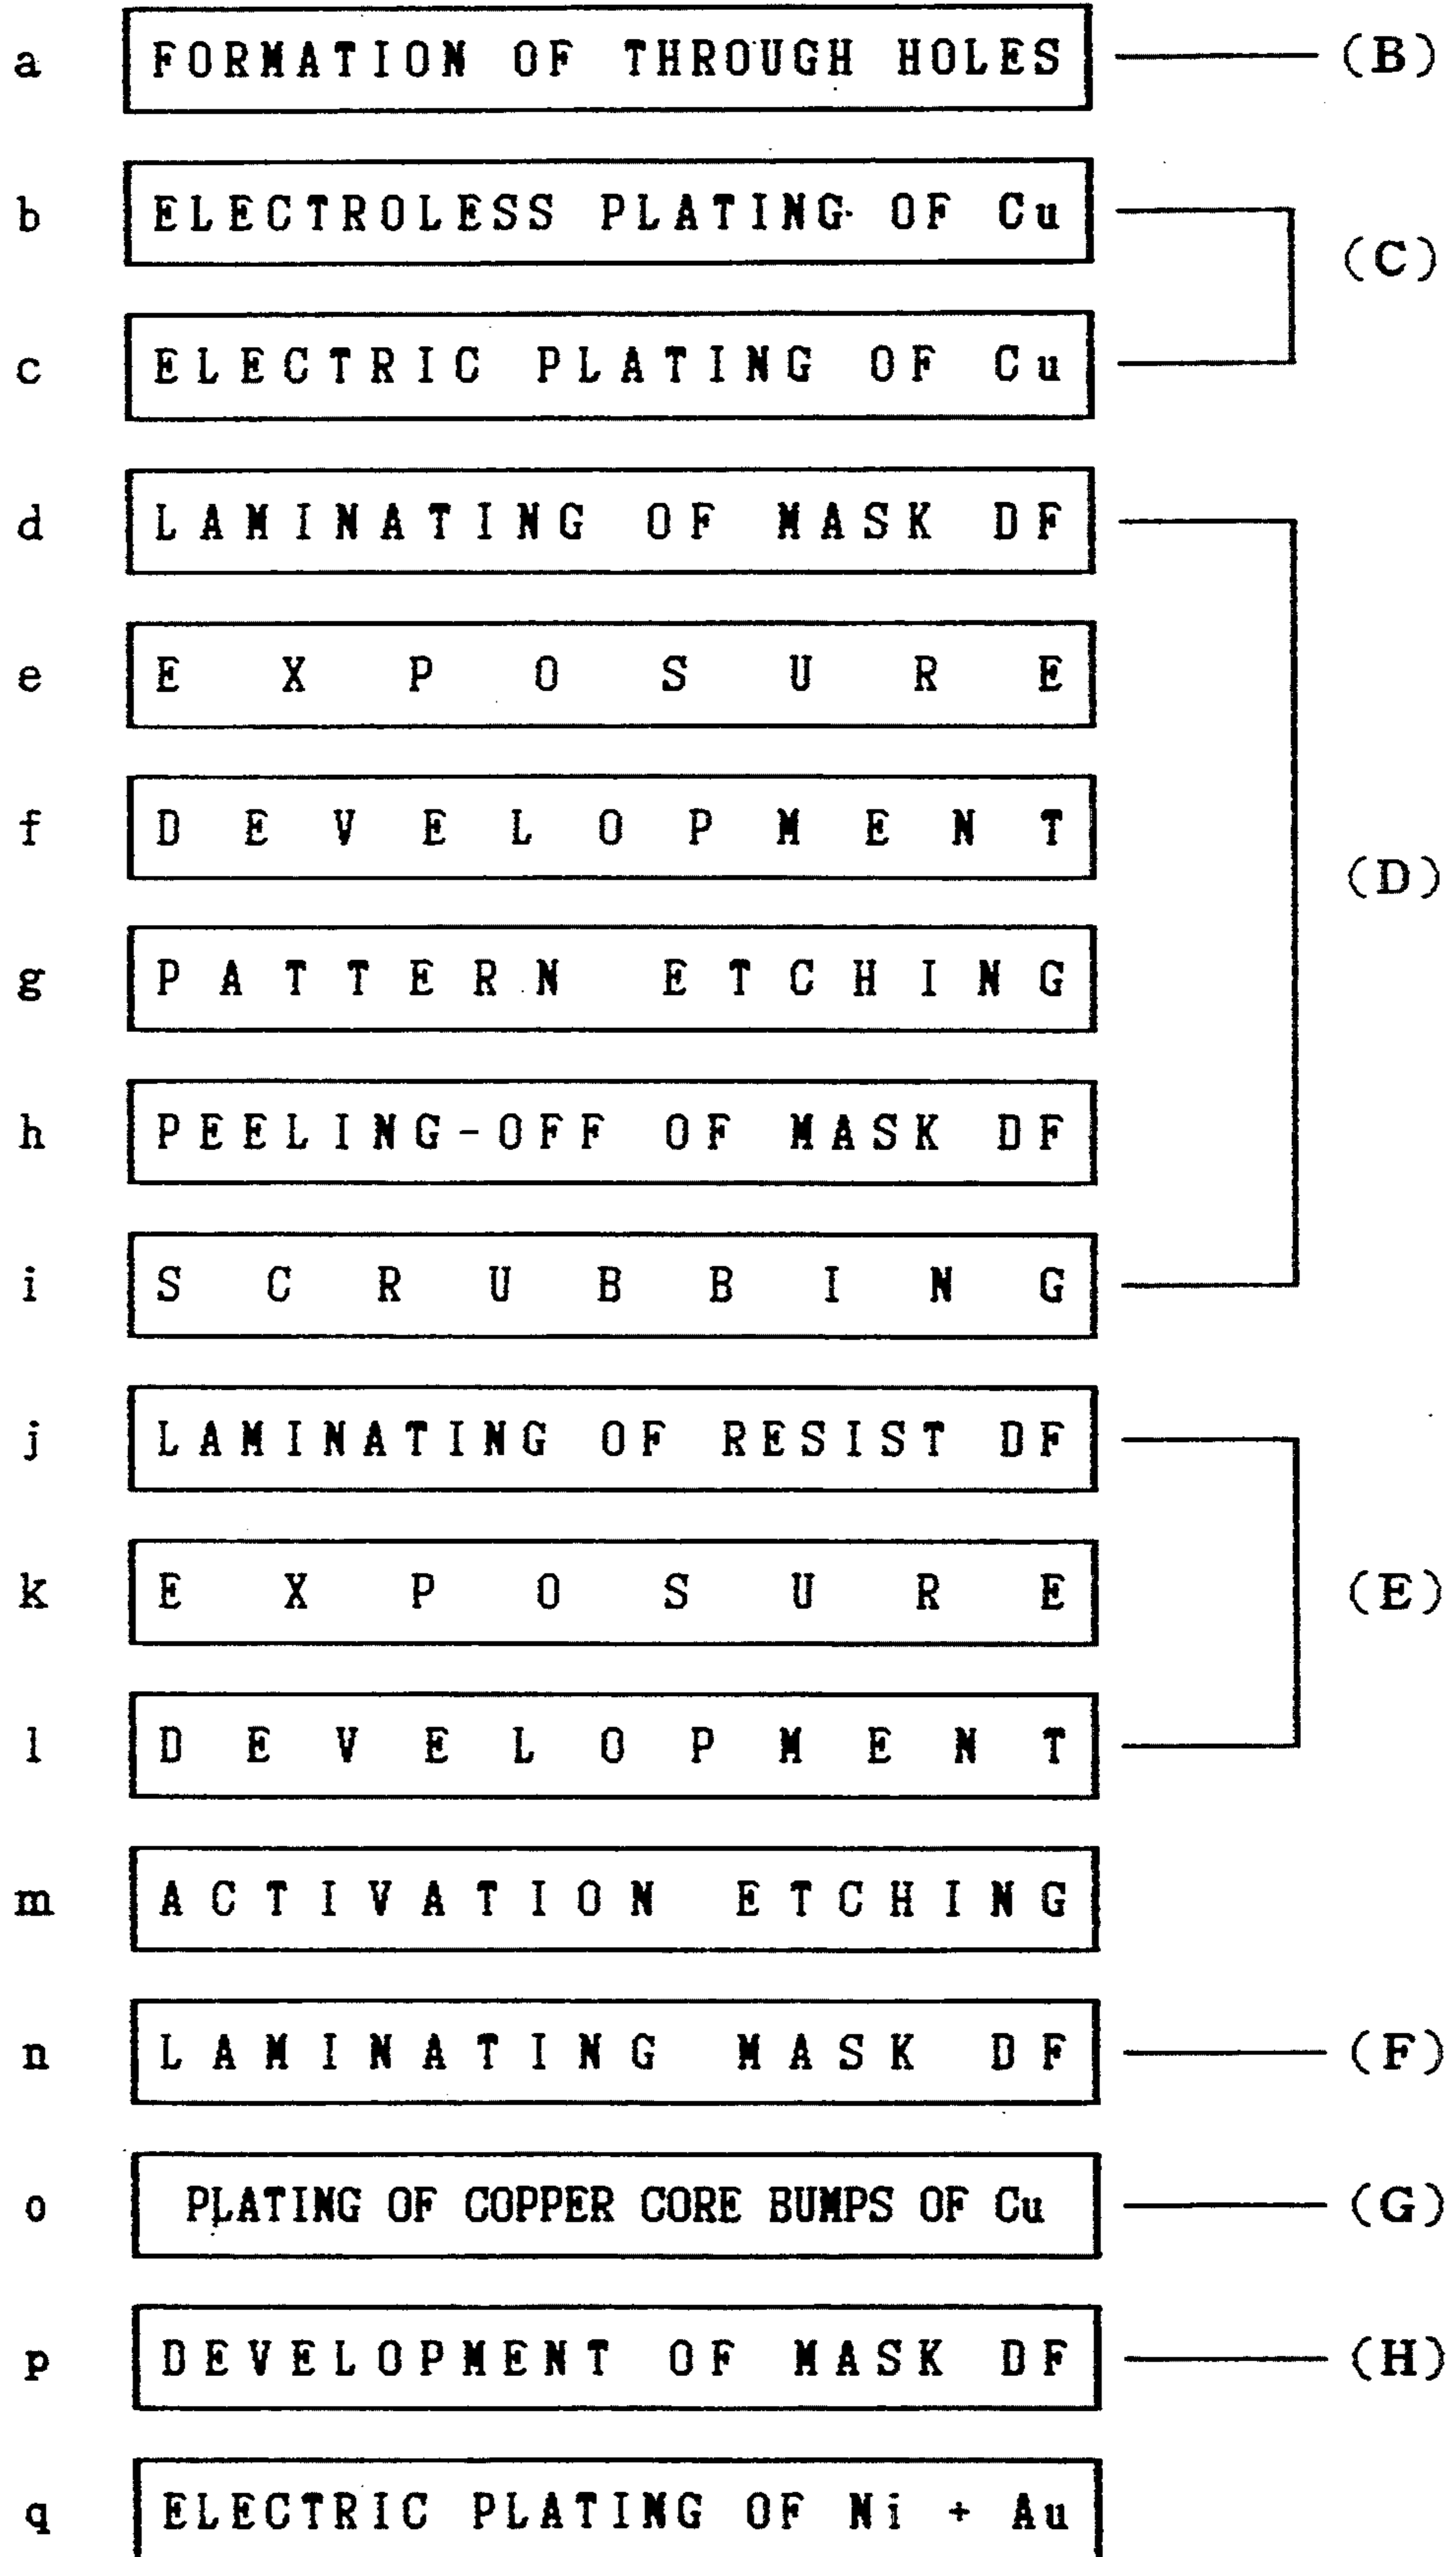 a FORMATION OF THROUGH HOLES (B)
b ELECTROLESS PLATING OF Cu
(C)
c ELECTRIC PLATING OF Cu
d LAMINATING OF MASK DF
e EXPOSURE
f DEVELOPMENT
(D)
g PATTERN ETCHING
h PEELING-OFF OF MASK DF
i SCRUBBING
j LAMINATING OF RESIST DF
k EXPOSURE (E)
l DEVELOPMENT
m ACTIVATION ETCHING
n LAMINATING MASK DF (F)
o PLATING OF COPPER CORE BUMPS OF Cu (G)
p DEVELOPMENT OF MASK DF (H)
q ELECTRIC PLATING OF Ni + Au